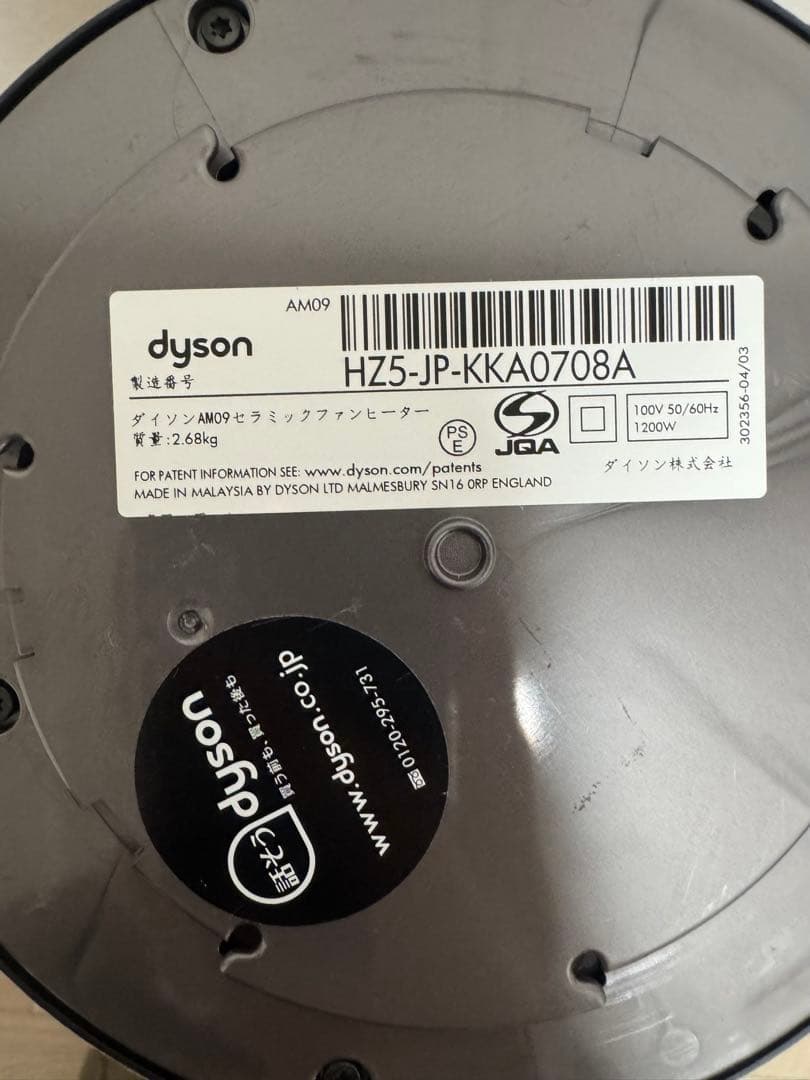 AM09
dyson
製造番号
HZ5-JP-KKA0708A
ダイソンAM09セラミックファンヒーター
質量:2.68kg
PS
E
JQA
100V 50/60Hz
1200W
302356-04/03
ダイソン株式会社
FOR PATENT INFORMATION SEE: www.dyson.com/patents
MADE IN MALAYSIA BY DYSON LTD MALMESBURY SN16 0RP ENGLAND
話そう
dyson
買う前も、買った後も
www.dyson.co.jp
0120-295-731